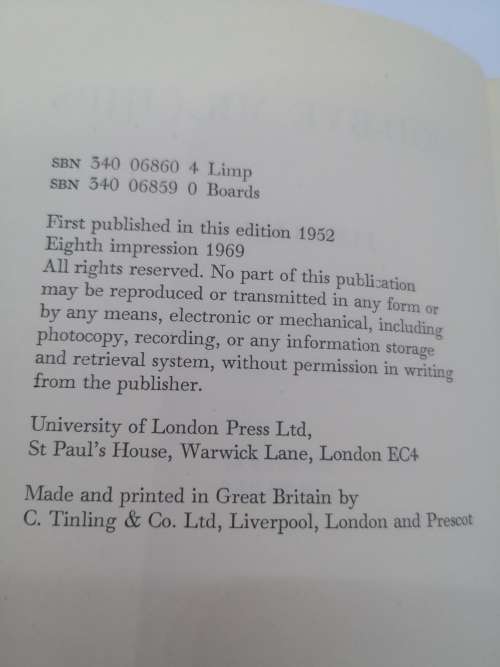 SBN 340 06860 4 Limp
SBN 340 06859 0 Boards
First published in this edition 1952
Eighth impression 1969
All rights reserved. No part of this publication
may be reproduced or transmitted in any form or
by any means, electronic or mechanical, including
photocopy, recording, or any information storage
and retrieval system, without permission in writing
from the publisher.
University of London Press Ltd,
St Paul's House, Warwick Lane, London EC4
Made and printed in Great Britain by
C. Tinling & Co. Ltd, Liverpool, London and Prescot